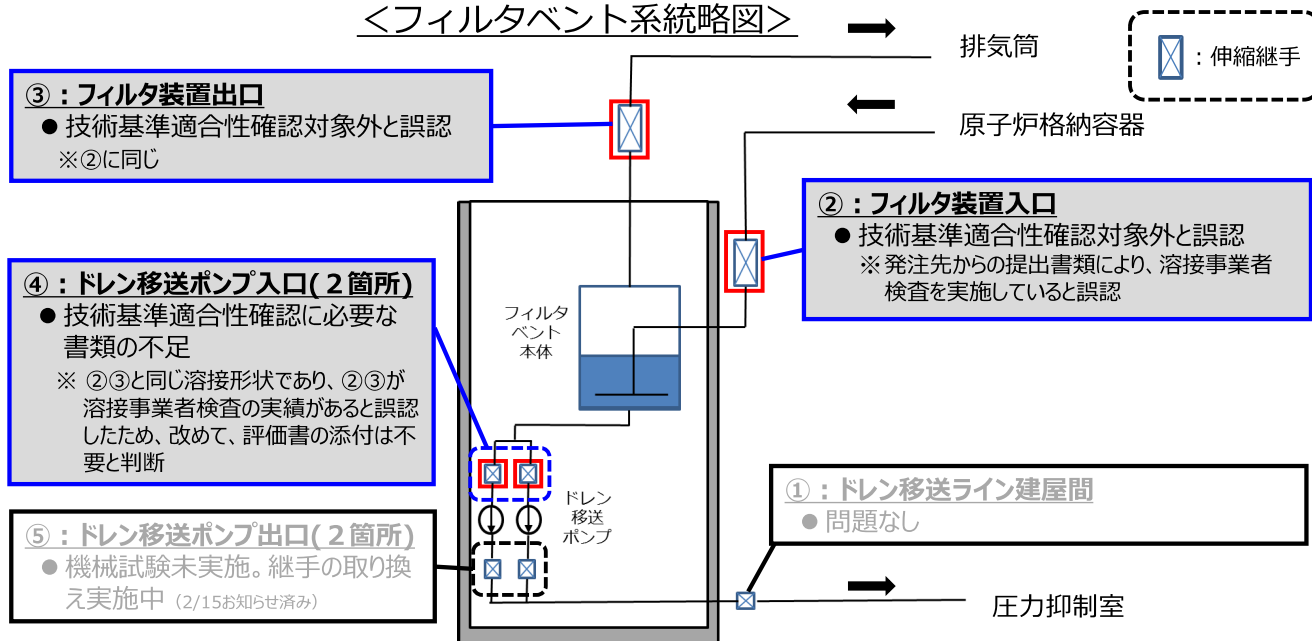 <フィルタベント系統略図>
排気筒
：伸縮継手
原子炉格納容器
③：フィルタ装置出口
● 技術基準適合性確認対象外と誤認
※②に同じ
②：フィルタ装置入口
● 技術基準適合性確認対象外と誤認
※ 発注先からの提出書類により、溶接事業者
検査を実施していると誤認
④：ドレン移送ポンプ入口(２箇所)
● 技術基準適合性確認に必要な
書類の不足
※ ②③と同じ溶接形状であり、②③が
溶接事業者検査の実績があると誤認
したため、改めて、評価書の添付は不
要と判断
フィルタ
ベント
本体
ドレン
移送
ポンプ
①：ドレン移送ライン建屋間
● 問題なし
⑤：ドレン移送ポンプ出口(２箇所)
● 機械試験未実施。継手の取り換
え実施中（2/15お知らせ済み）
圧力抑制室